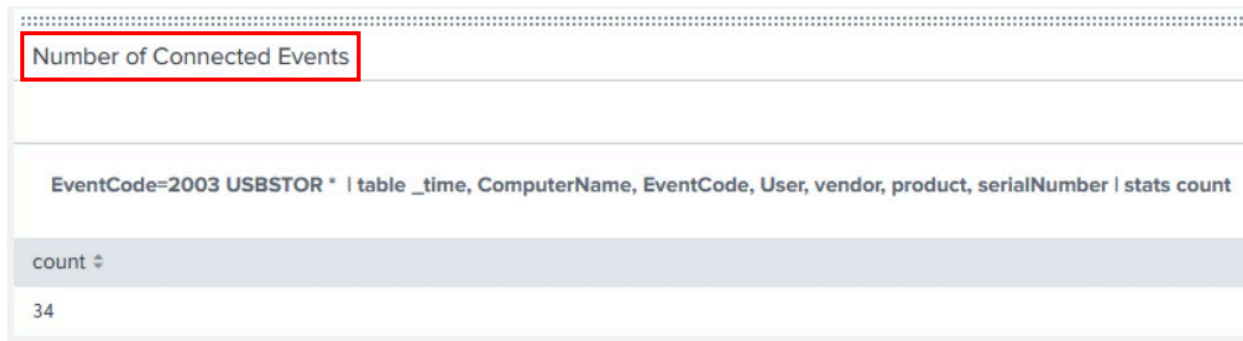 Number of Connected Events
EventCode=2003 USBSTOR * | table _time, ComputerName, EventCode, User, vendor, product, serialNumber | stats count
count
34